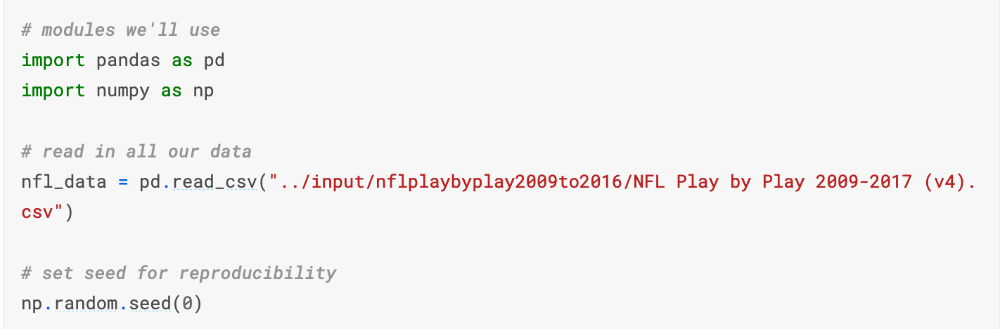 # modules we'll use
import pandas as pd
import numpy as np
# read in all our data
nfl_data = pd.read_csv("../input/nflplaybyplay2009to2016/NFL Play by Play 2009-2017 (v4).
csv")
# set seed for reproducibility
np.random.seed(0)